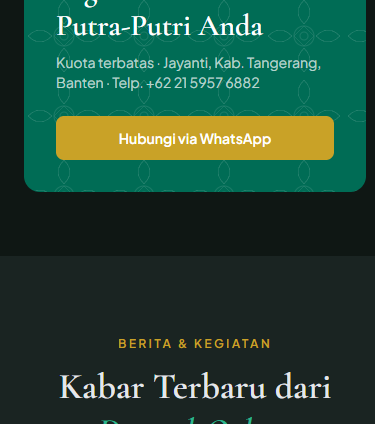 Putra-Putri Anda
Kuota terbatas · Jayanti, Kab. Tangerang,
Banten · Telp. +62 21 5957 6882
Hubungi via WhatsApp
BERITA & KEGIATAN
Kabar Terbaru dari